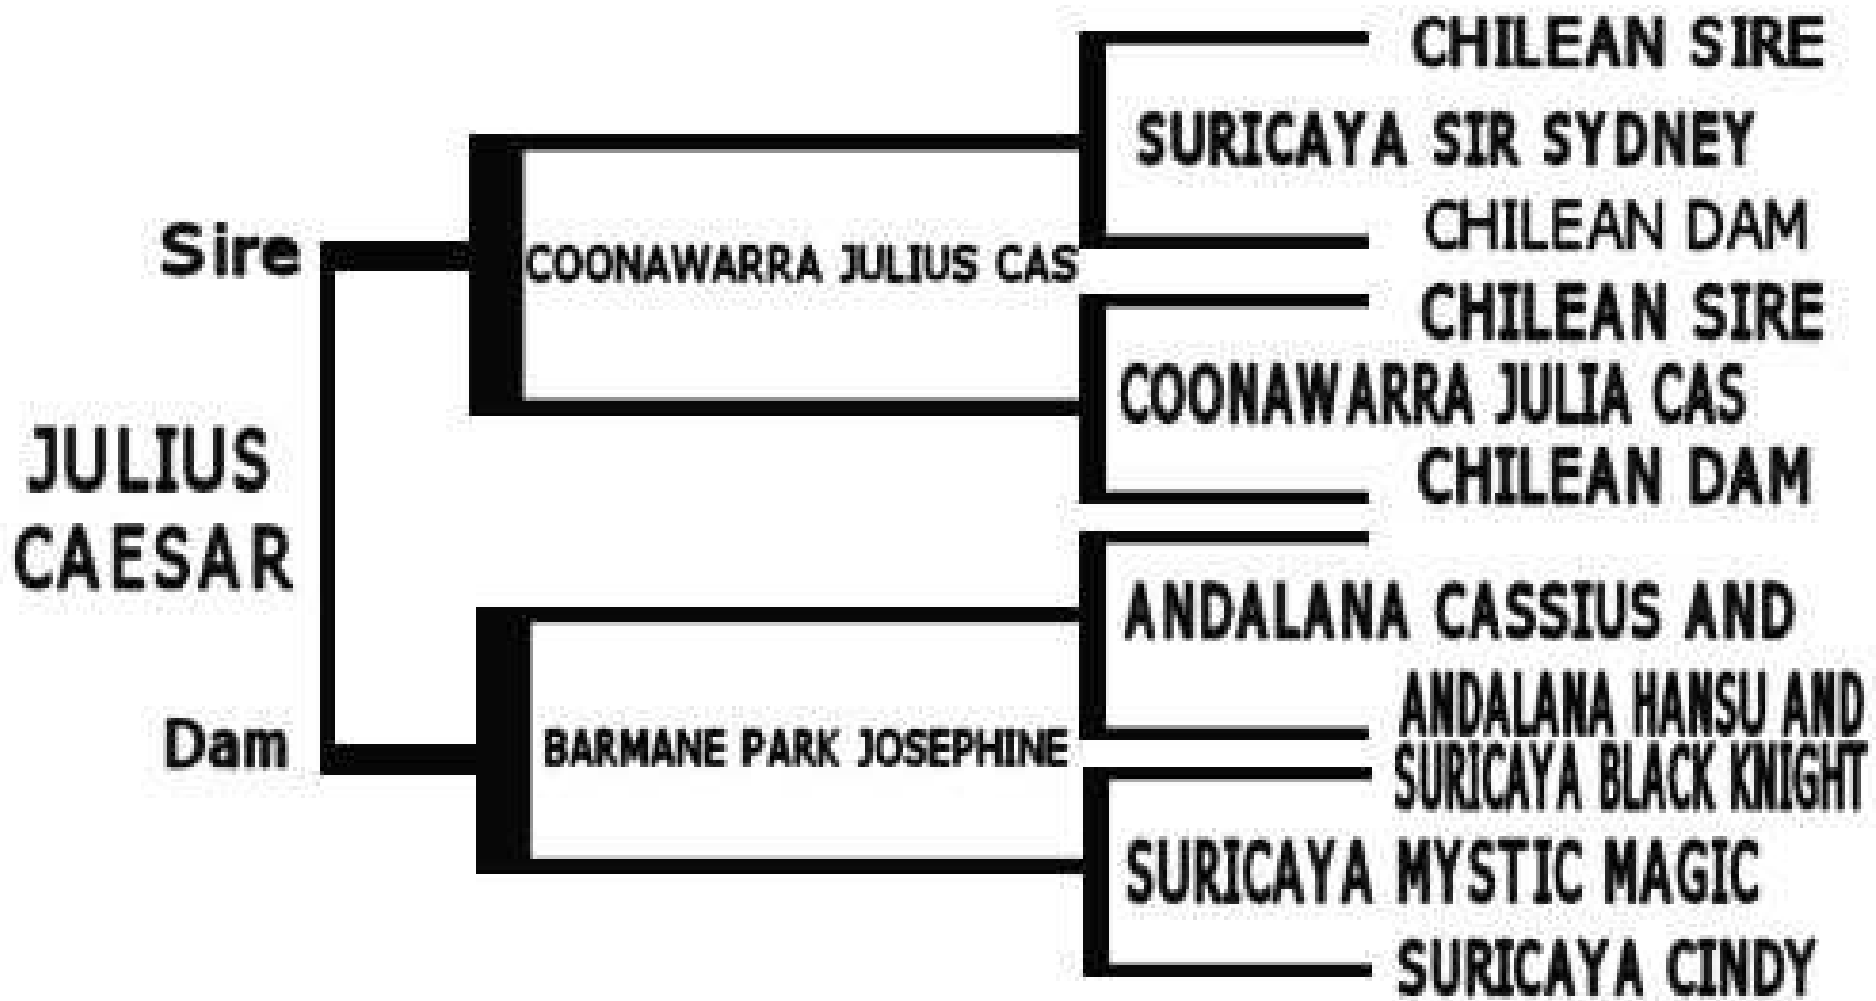 CHILEAN SIRE
SURICAYA SIR SYDNEY
CHILEAN DAM
Sire
COONAWARRA JULIUS CAS
CHILEAN SIRE
COONAWARRA JULIA CAS
CHILEAN DAM
JULIUS
CAESAR
ANDALANA CASSIUS AND
ANDALANA HANSU AND
Dam
BARMANE PARK JOSEPHINE
SURICAYA BLACK KNIGHT
SURICAYA MYSTIC MAGIC
SURICAYA CINDY